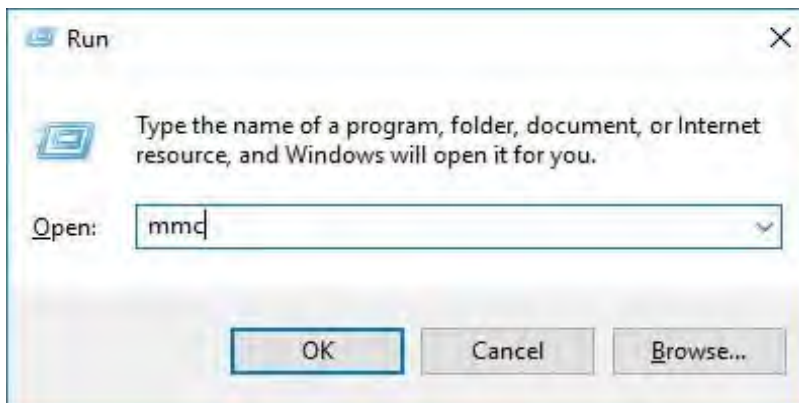 Run
Type the name of a program, folder, document, or Internet
resource, and Windows will open it for you.
Open: mmc
OK Cancel Browse...